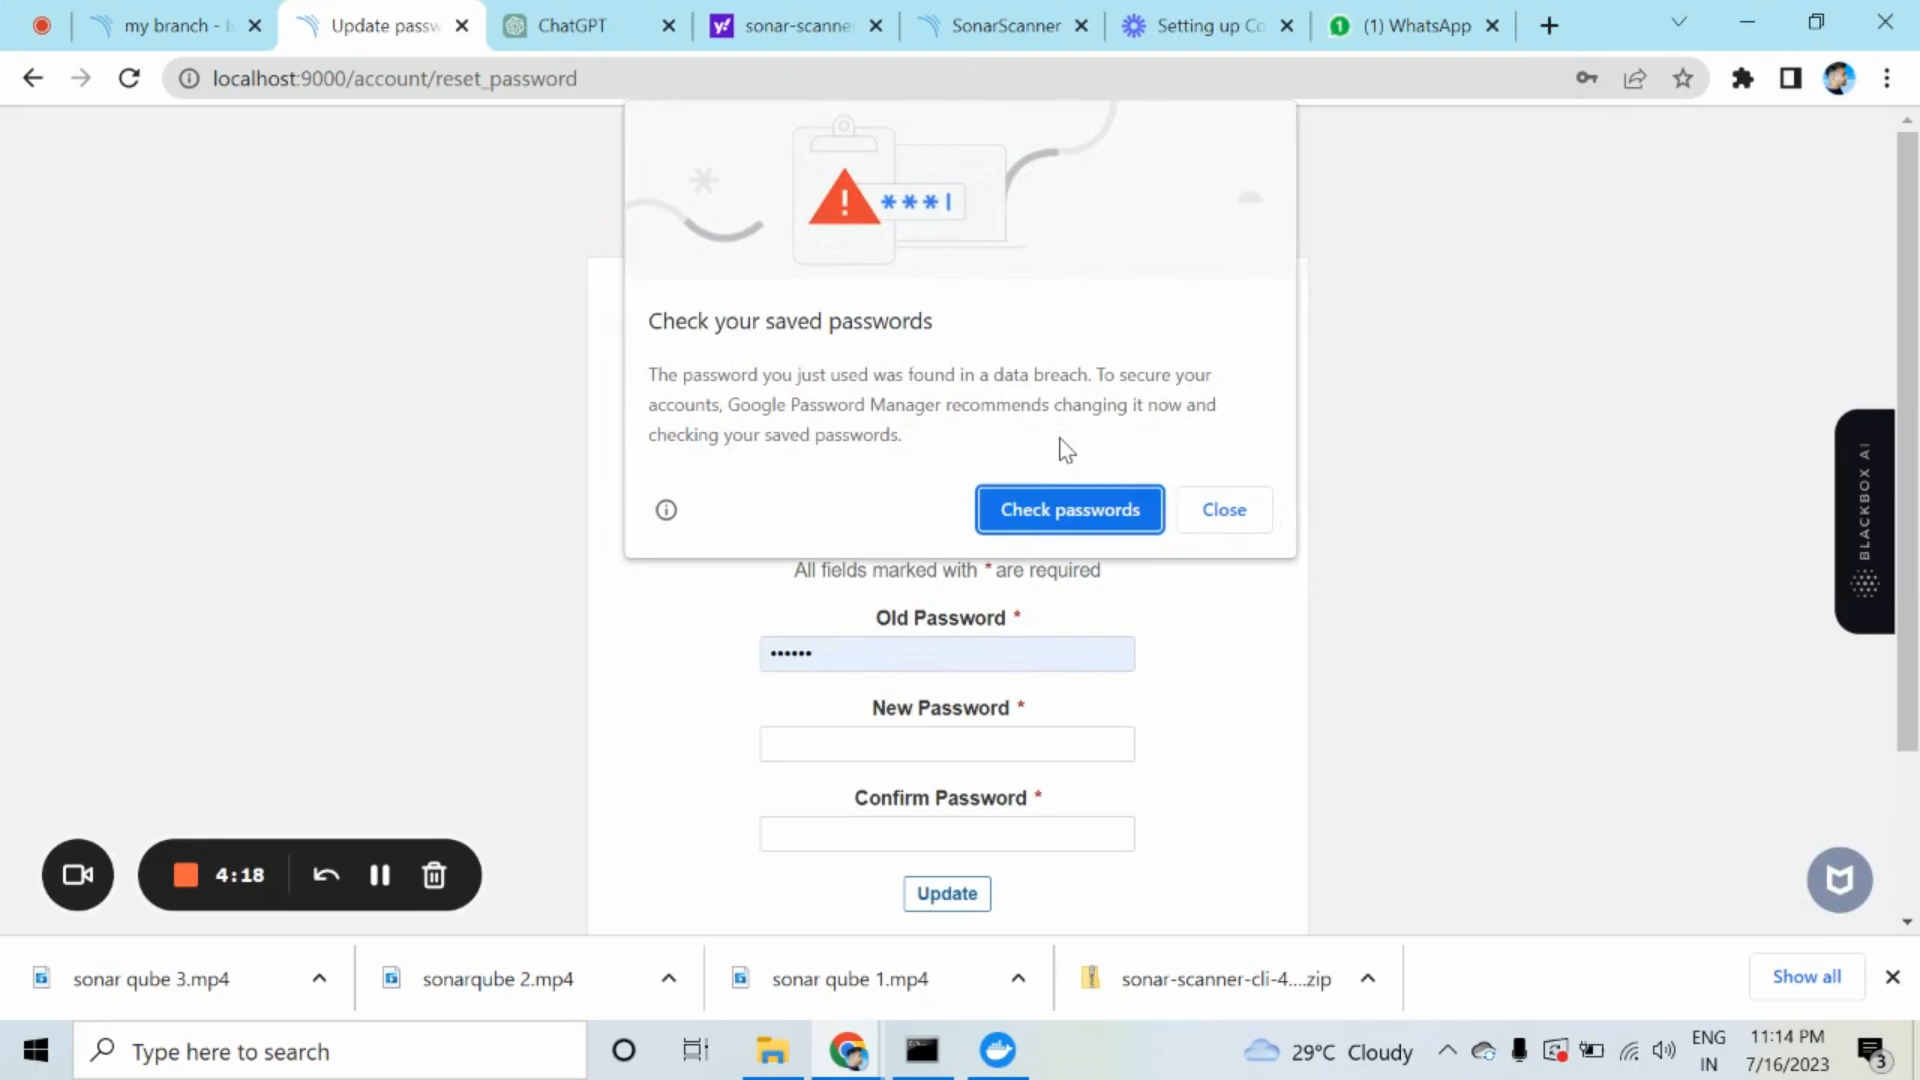 my branch - Is
Update passw
ChatGPT
sonar-scanner
SonarScanner
Setting up Co
(1) WhatsApp
localhost:9000/account/reset_password
***|
Check your saved passwords
The password you just used was found in a data breach. To secure your
accounts, Google Password Manager recommends changing it now and
checking your saved passwords.
Check passwords
Close
BLACKBOX AI
All fields marked with * are required
Old Password *
••••••
New Password *
Confirm Password *
Update
4:18
sonar qube 3.mp4
sonarqube 2.mp4
sonar qube 1.mp4
sonar-scanner-cli-4....zip
Show all
Type here to search
29°C Cloudy
ENG
IN
11:14 PM
7/16/2023
3